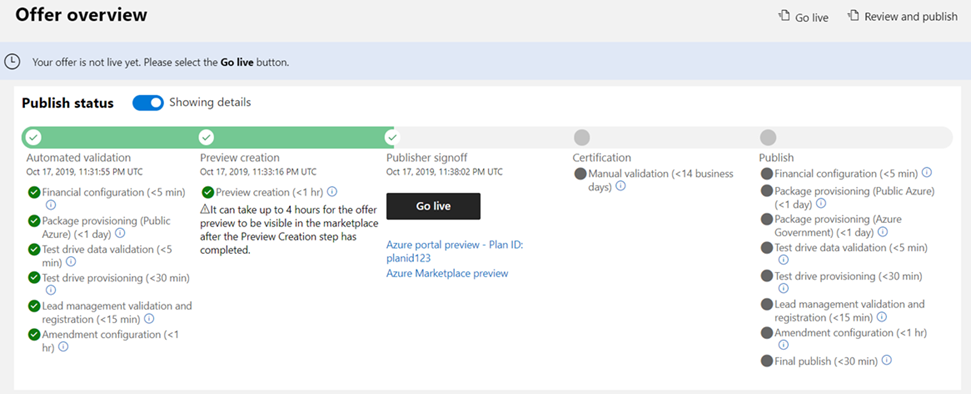 Offer overview
Go live
Review and publish
Your offer is not live yet. Please select the Go live button.
Publish status
Showing details
Automated validation
Oct 17, 2019, 11:31:55 PM UTC
Financial configuration (<5 min)
Package provisioning (Public
Azure) (<1 day)
Test drive data validation (<5
min)
Test drive provisioning (<30 min)
Lead management validation and
registration (<15 min)
Amendment configuration (<1
hr)
Preview creation
Oct 17, 2019, 11:33:16 PM UTC
Preview creation (<1 hr)
It can take up to 4 hours for the offer
preview to be visible in the marketplace
after the Preview Creation step has
completed.
Publisher signoff
Oct 17, 2019, 11:38:02 PM UTC
Go live
Azure portal preview - Plan ID:
planid123
Azure Marketplace preview
Certification
Manual validation (<14 business
days)
Publish
Financial configuration (<5 min)
Package provisioning (Public Azure)
(<1 day)
Package provisioning (Azure
Government) (<1 day)
Test drive data validation (<5 min)
Test drive provisioning (<30 min)
Lead management validation and
registration (<15 min)
Amendment configuration (<1 hr)
Final publish (<30 min)